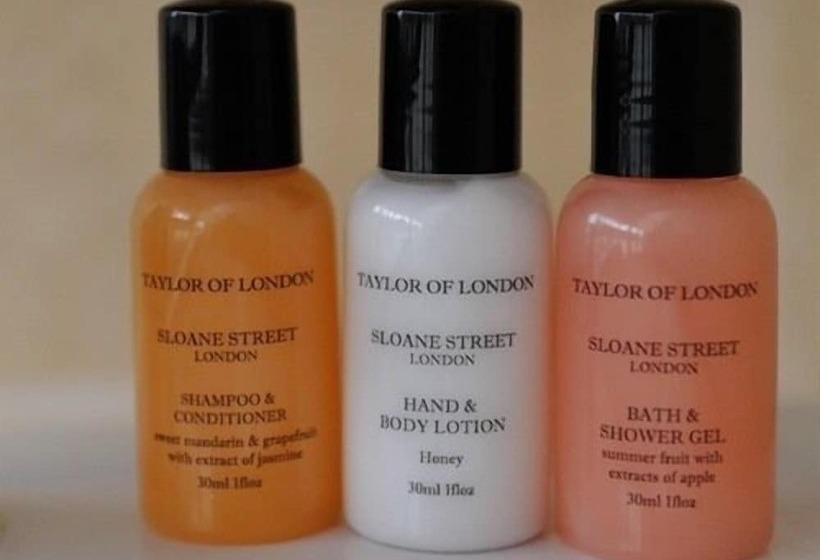 TAYLOR OF LONDON
SLOANE STREET
LONDON
SHAMPOO &
CONDITIONER
sweet mandarin & grapefruit
with extract of jasmine
30ml 1floz
TAYLOR OF LONDON
SLOANE STREET
LONDON
HAND &
BODY LOTION
Honey
30ml 1floz
TAYLOR OF LONDON
SLOANE STREET
LONDON
BATH &
SHOWER GEL
summer fruit with
extracts of apple
30ml 1floz